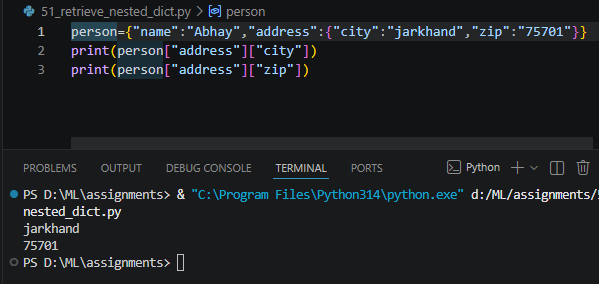 51_retrieve_nested_dict.py > person
1 person={"name":"Abhay","address":{"city":"jarkhand","zip":"75701"}}
2 print(person["address"]["city"])
3 print(person["address"]["zip"])
PROBLEMS OUTPUT DEBUG CONSOLE TERMINAL PORTS Python
PS D:\ML\assignments> & "C:\Program Files\Python314\python.exe" d:/ML/assignments/
nested_dict.py
jarkhand
75701
PS D:\ML\assignments>